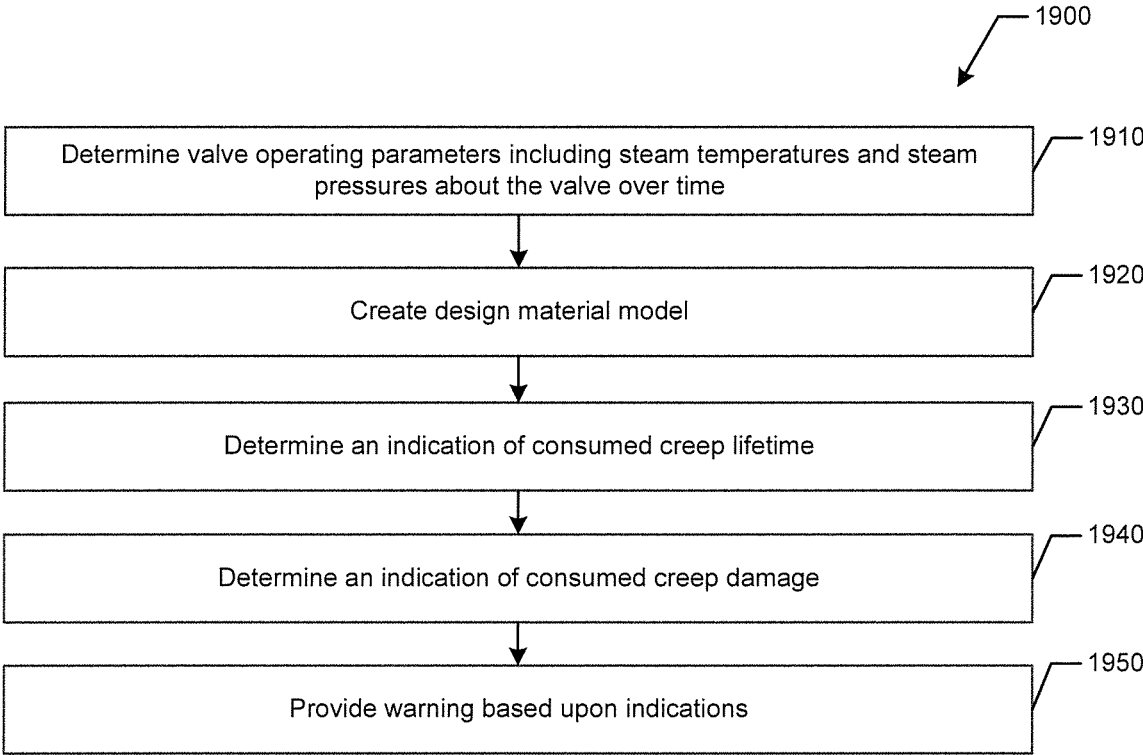 1900
Determine valve operating parameters including steam temperatures and steam
pressures about the valve over time
1910
Create design material model
1920
Determine an indication of consumed creep lifetime
1930
Determine an indication of consumed creep damage
1940
Provide warning based upon indications
1950